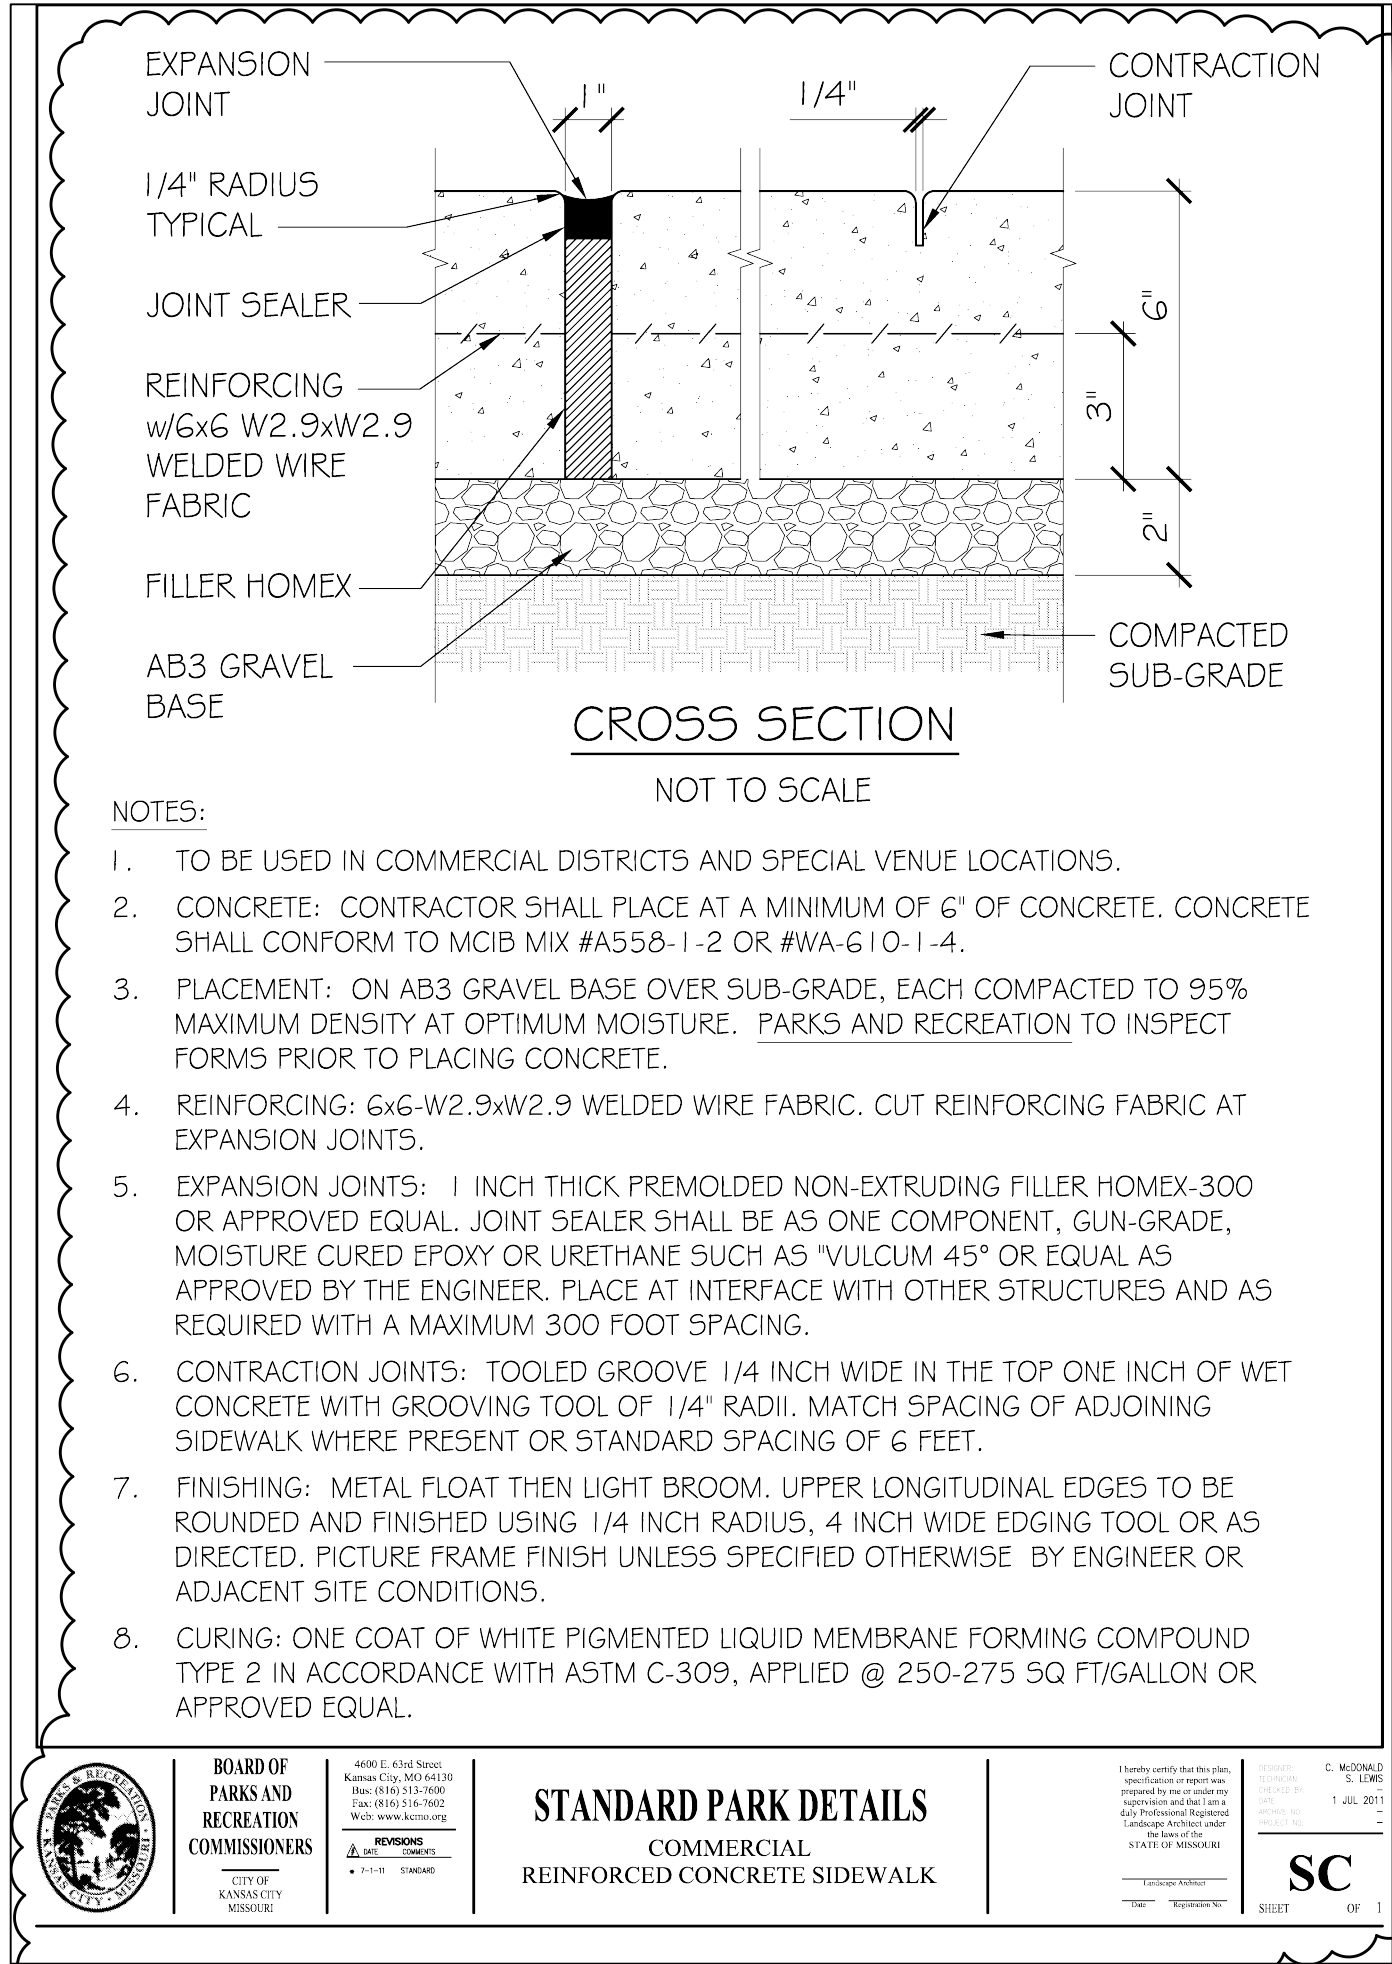 EXPANSION
JOINT
1"
1/4"
CONTRACTION
JOINT
1/4" RADIUS
TYPICAL
JOINT SEALER
6"
REINFORCING
w/6x6 W2.9xW2.9
WELDED WIRE
FABRIC
3"
2"
FILLER HOMEX
AB3 GRAVEL
BASE
COMPACTED
SUB-GRADE
CROSS SECTION
NOT TO SCALE
NOTES:
1. TO BE USED IN COMMERCIAL DISTRICTS AND SPECIAL VENUE LOCATIONS.
2. CONCRETE: CONTRACTOR SHALL PLACE AT A MINIMUM OF 6" OF CONCRETE. CONCRETE
SHALL CONFORM TO MCIB MIX #A558-1-2 OR #WA-610-1-4.
3. PLACEMENT: ON AB3 GRAVEL BASE OVER SUB-GRADE, EACH COMPACTED TO 95%
MAXIMUM DENSITY AT OPTIMUM MOISTURE. PARKS AND RECREATION TO INSPECT
FORMS PRIOR TO PLACING CONCRETE.
4. REINFORCING: 6x6-W2.9xW2.9 WELDED WIRE FABRIC. CUT REINFORCING FABRIC AT
EXPANSION JOINTS.
5. EXPANSION JOINTS: 1 INCH THICK PREMOLDED NON-EXTRUDING FILLER HOMEX-300
OR APPROVED EQUAL. JOINT SEALER SHALL BE AS ONE COMPONENT, GUN-GRADE,
MOISTURE CURED EPOXY OR URETHANE SUCH AS "VULCUM 45° OR EQUAL AS
APPROVED BY THE ENGINEER. PLACE AT INTERFACE WITH OTHER STRUCTURES AND AS
REQUIRED WITH A MAXIMUM 300 FOOT SPACING.
6. CONTRACTION JOINTS: TOOLED GROOVE 1/4 INCH WIDE IN THE TOP ONE INCH OF WET
CONCRETE WITH GROOVING TOOL OF 1/4" RADII. MATCH SPACING OF ADJOINING
SIDEWALK WHERE PRESENT OR STANDARD SPACING OF 6 FEET.
7. FINISHING: METAL FLOAT THEN LIGHT BROOM. UPPER LONGITUDINAL EDGES TO BE
ROUNDED AND FINISHED USING 1/4 INCH RADIUS, 4 INCH WIDE EDGING TOOL OR AS
DIRECTED. PICTURE FRAME FINISH UNLESS SPECIFIED OTHERWISE BY ENGINEER OR
ADJACENT SITE CONDITIONS.
8. CURING: ONE COAT OF WHITE PIGMENTED LIQUID MEMBRANE FORMING COMPOUND
TYPE 2 IN ACCORDANCE WITH ASTM C-309, APPLIED @ 250-275 SQ FT/GALLON OR
APPROVED EQUAL.
PARKS & RECREATION
KANSAS CITY, MISSOURI
BOARD OF
PARKS AND
RECREATION
COMMISSIONERS
CITY OF
KANSAS CITY
MISSOURI
4600 E. 63rd Street
Kansas City, MO 64130
Bus: (816) 513-7600
Fax: (816) 516-7602
Web: www.kcmo.org
REVISIONS
DATE COMMENTS
7-1-11 STANDARD
STANDARD PARK DETAILS
COMMERCIAL
REINFORCED CONCRETE SIDEWALK
I hereby certify that this plan,
specification or report was
prepared by me or under my
supervision and that I am a
duly Professional Registered
Landscape Architect under
the laws of the
STATE OF MISSOURI
Landscape Architect
Date Registration No.
DESIGNER: C. McDONALD
TECHNICIAN: S. LEWIS
CHECKED BY: -
DATE: 1 JUL 2011
ARCHIVE NO: -
PROJECT NO: -
SC
SHEET OF 1